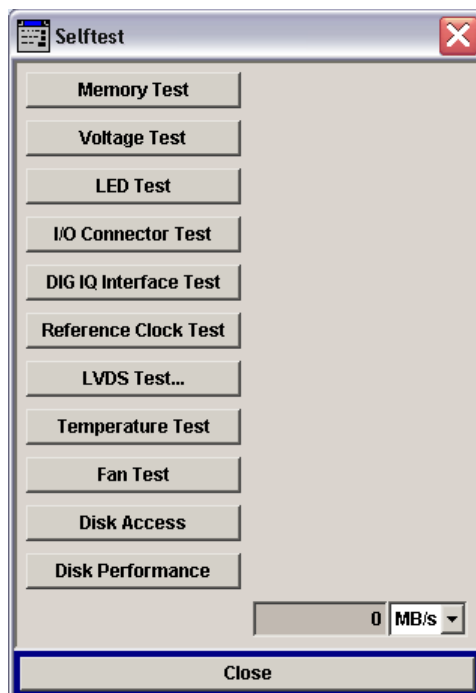 Selftest
Memory Test
Voltage Test
LED Test
I/O Connector Test
DIG IQ Interface Test
Reference Clock Test
LVDS Test...
Temperature Test
Fan Test
Disk Access
Disk Performance
0 MB/s
Close